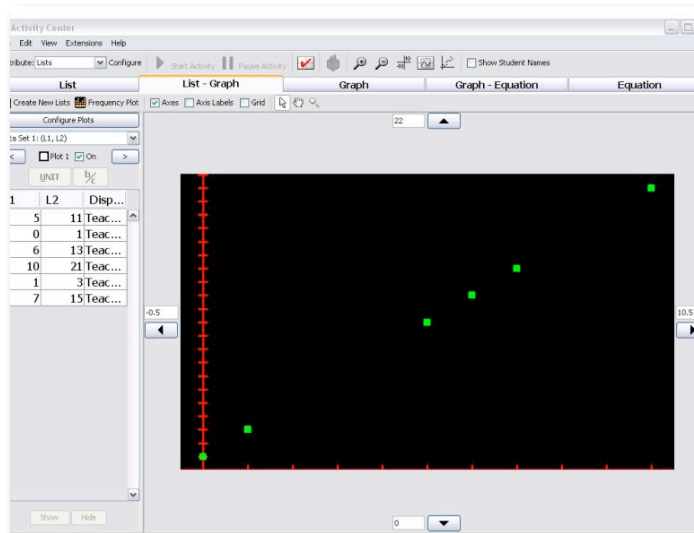 Activity Center
Edit View Extensions Help
tribute: Lists Configure Start Activity Pause Activity Show Student Names
List List - Graph Graph Graph - Equation Equation
Create New Lists Frequency Plot Axes Axis Labels Grid
Configure Plots
22
ta Set 1: (L1, L2)
< Plot 1 On >
UNIT b/c
1 L2 Disp...
5 11 Teac...
0 1 Teac...
6 13 Teac...
10 21 Teac...
1 3 Teac...
7 15 Teac...
-0.5
10.5
Show Hide
0